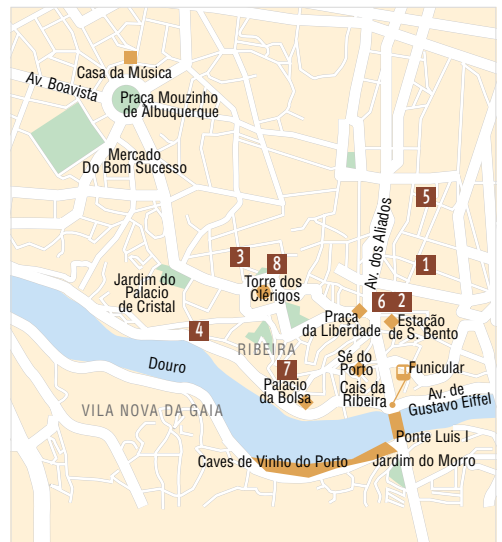 Casa da Música
Av. Boavista
Praça Mouzinho
de Albuquerque
Mercado
Do Bom Sucesso
5
Av. dos Aliados
3
8
1
Jardim do
Palacio
de Cristal
Torre dos
Clérigos
6 2
Praça
da Liberdade
Estação
de S. Bento
4
RIBEIRA
Douro
7
Sé do
Porto
Funicular
Palacio
da Bolsa
Cais da
Ribeira
Av. de
Gustavo Eiffel
VILA NOVA DA GAIA
Ponte Luis I
Caves de Vinho do Porto
Jardim do Morro